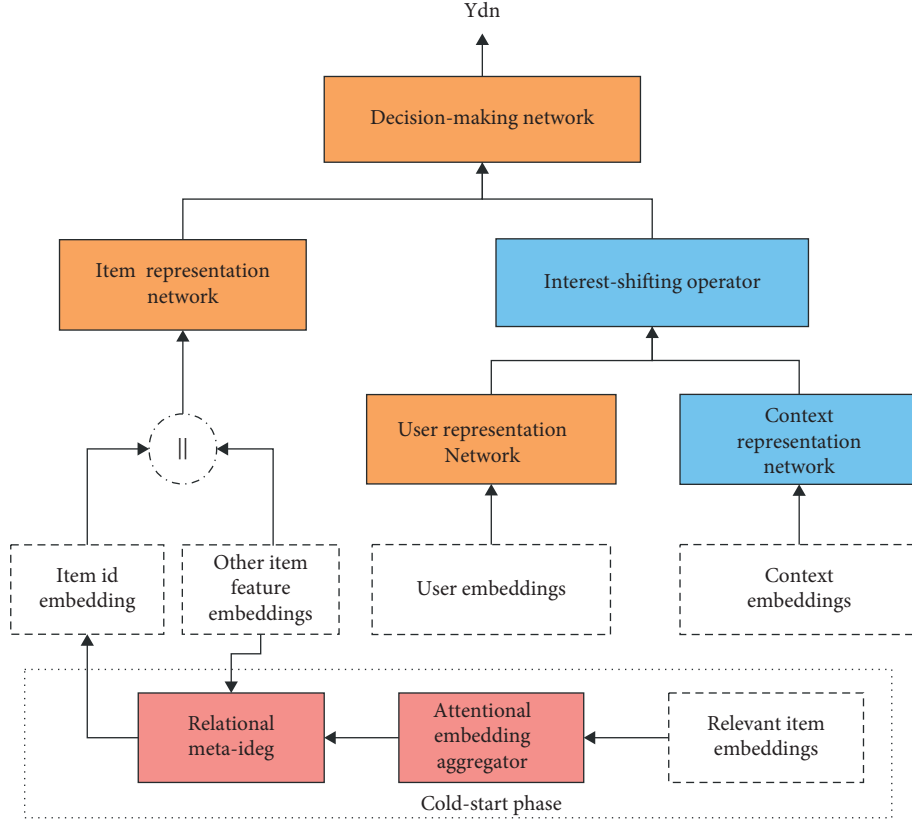 Ydn
Decision-making network
Item representation
network
Interest-shifting operator
||
User representation
Network
Context
representation
network
Item id
embedding
Other item
feature
embeddings
User embeddings
Context
embeddings
Relational
meta-ideg
Attentional
embedding
aggregator
Relevant item
embeddings
Cold-start phase